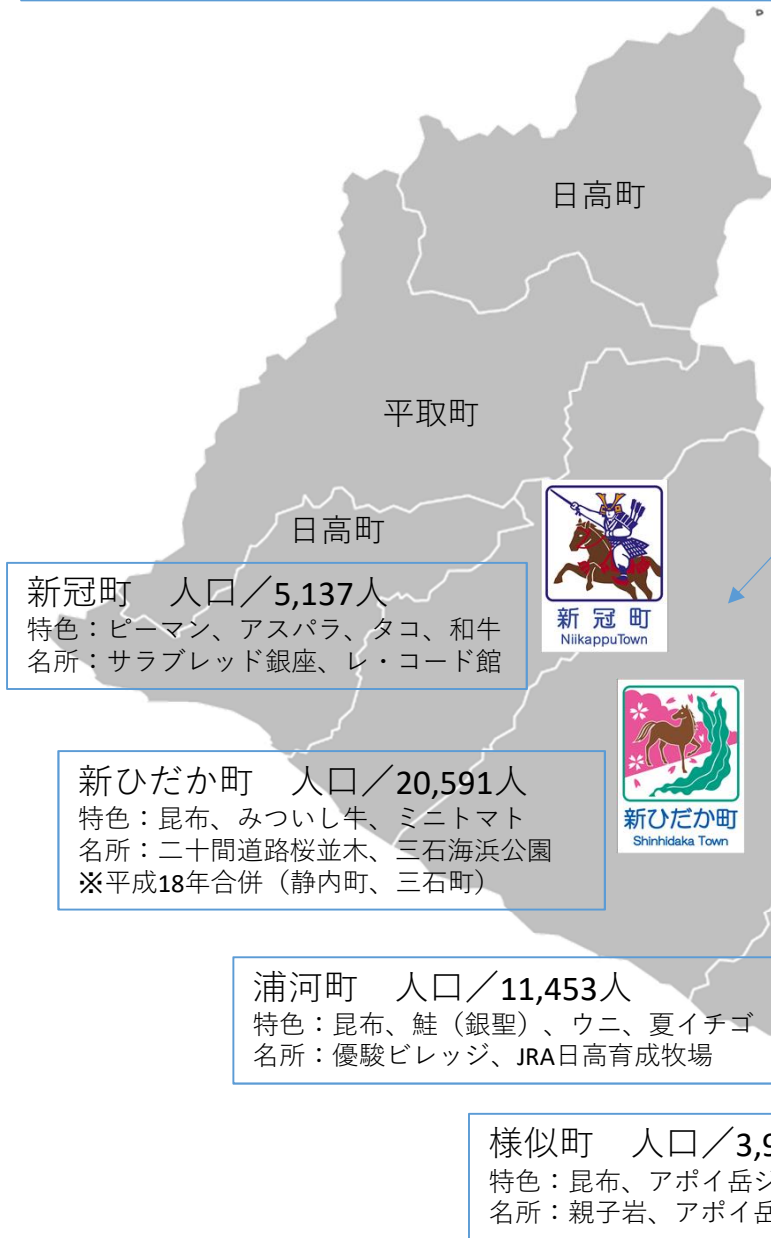 日高町
平取町
日高町
新冠町
NiikappuTown
新冠町　人口／5,137人
特色：ピーマン、アスパラ、タコ、和牛
名所：サラブレッド銀座、レ・コード館
新ひだか町
Shinhidaka Town
新ひだか町　人口／20,591人
特色：昆布、みついし牛、ミニトマト
名所：二十間道路桜並木、三石海浜公園
※平成18年合併（静内町、三石町）
浦河町　人口／11,453人
特色：昆布、鮭（銀聖）、ウニ、夏イチゴ
名所：優駿ビレッジ、JRA日高育成牧場
様似町　人口／3,9
特色：昆布、アポイ岳ジ
名所：親子岩、アポイ岳